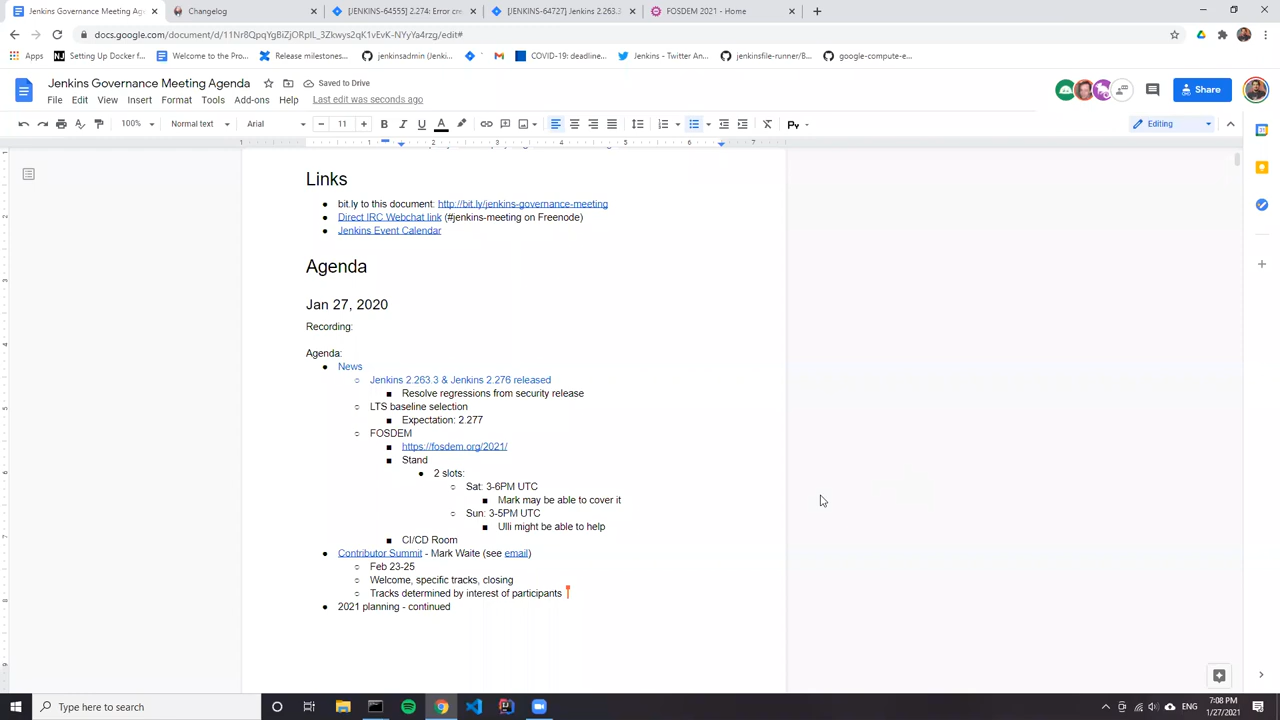 Jenkins Governance Meeting Age
Changelog
[JENKINS-64555] 2.274: Error cre
[JENKINS-64727] Jenkins 2.263.3
FOSDEM 2021 - Home
docs.google.com/document/d/11Nr8QpqYgBiZjORpIL_3Zkwys2qK1vEvK-NYyYa4rzg/edit#
Apps
Setting Up Docker f...
Welcome to the Pro...
Release milestones...
jenkinsadmin (Jenki...
COVID-19: deadline...
Jenkins - Twitter An...
jenkinsfile-runner/B...
google-compute-e...
Jenkins Governance Meeting Agenda
Saved to Drive
File Edit View Insert Format Tools Add-ons Help Last edit was seconds ago
Share
100% Normal text Arial 11
Editing
Links
bit.ly to this document: http://bit.ly/jenkins-governance-meeting
Direct IRC Webchat link (#jenkins-meeting on Freenode)
Jenkins Event Calendar
Agenda
Jan 27, 2020
Recording:
Agenda:
News
Jenkins 2.263.3 & Jenkins 2.276 released
Resolve regressions from security release
LTS baseline selection
Expectation: 2.277
FOSDEM
https://fosdem.org/2021/
Stand
2 slots:
Sat: 3-6PM UTC
Mark may be able to cover it
Sun: 3-5PM UTC
Ulli might be able to help
CI/CD Room
Contributor Summit - Mark Waite (see email)
Feb 23-25
Welcome, specific tracks, closing
Tracks determined by interest of participants
2021 planning - continued
Type here to search
ENG
7:08 PM
1/27/2021